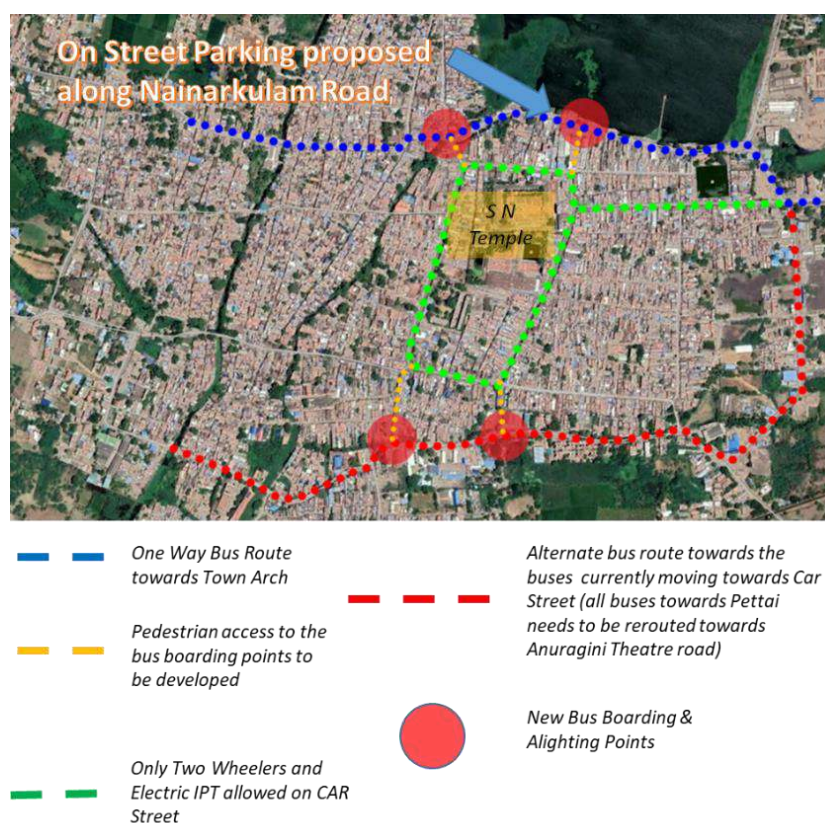 On Street Parking proposed
along Nainarkulam Road
S N
Temple
One Way Bus Route
towards Town Arch
Pedestrian access to the
bus boarding points to
be developed
Only Two Wheelers and
Electric IPT allowed on CAR
Street
Alternate bus route towards the
buses currently moving towards Car
Street (all buses towards Pettai
needs to be rerouted towards
Anuragini Theatre road)
New Bus Boarding &
Alighting Points